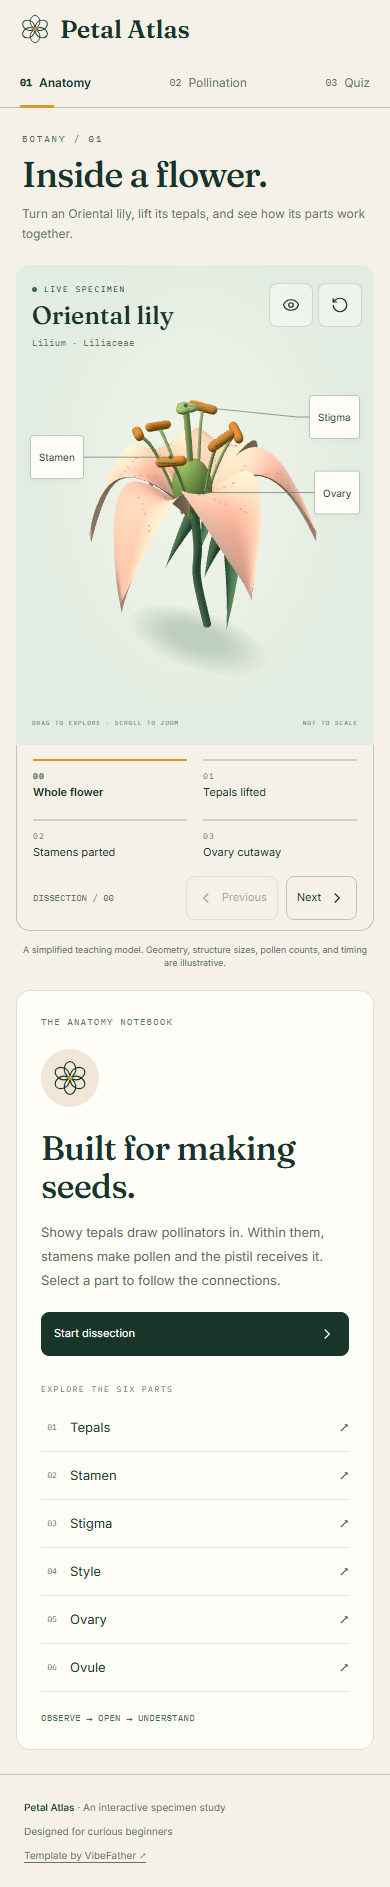 Petal Atlas
01 Anatomy
02 Pollination
03 Quiz
BOTANY / 01
Inside a flower.
Turn an Oriental lily, lift its tepals, and see how its parts work
together.
LIVE SPECIMEN
Oriental lily
Lilium · Liliaceae
Stigma
Stamen
Ovary
DRAG TO EXPLORE · SCROLL TO ZOOM
NOT TO SCALE
00
Whole flower
01
Tepals lifted
02
Stamens parted
03
Ovary cutaway
DISSECTION / 00
Previous
Next
A simplified teaching model. Geometry, structure sizes, pollen counts, and timing
are illustrative.
THE ANATOMY NOTEBOOK
Built for making
seeds.
Showy tepals draw pollinators in. Within them,
stamens make pollen and the pistil receives it.
Select a part to follow the connections.
Start dissection
EXPLORE THE SIX PARTS
01 Tepals ↗
02 Stamen ↗
03 Stigma ↗
04 Style ↗
05 Ovary ↗
06 Ovule ↗
OBSERVE → OPEN → UNDERSTAND
Petal Atlas · An interactive specimen study
Designed for curious beginners
Template by VibeFather ↗